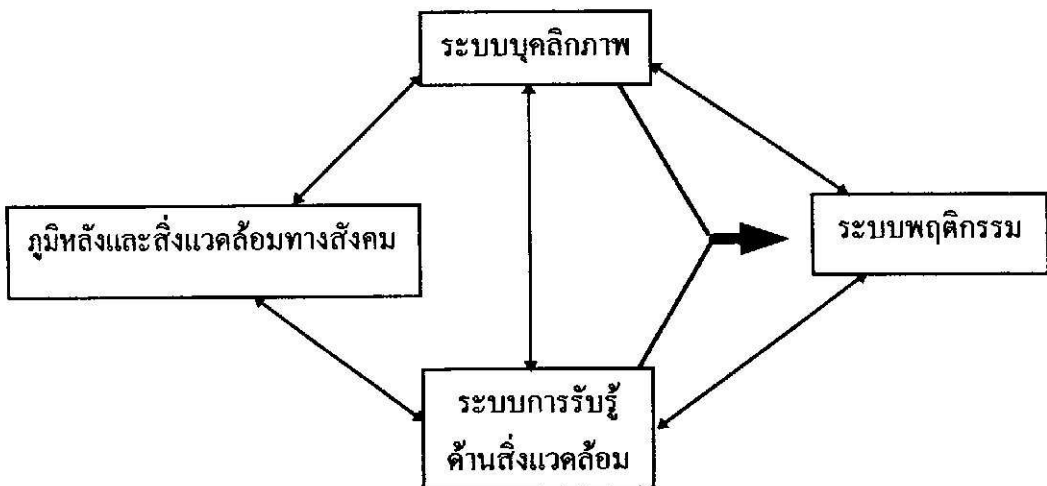 ระบบบุคลิกภาพ
ภูมิหลังและสิ่งแวดล้อมทางสังคม
ระบบพฤติกรรม
ระบบการรับรู้
ด้านสิ่งแวดล้อม